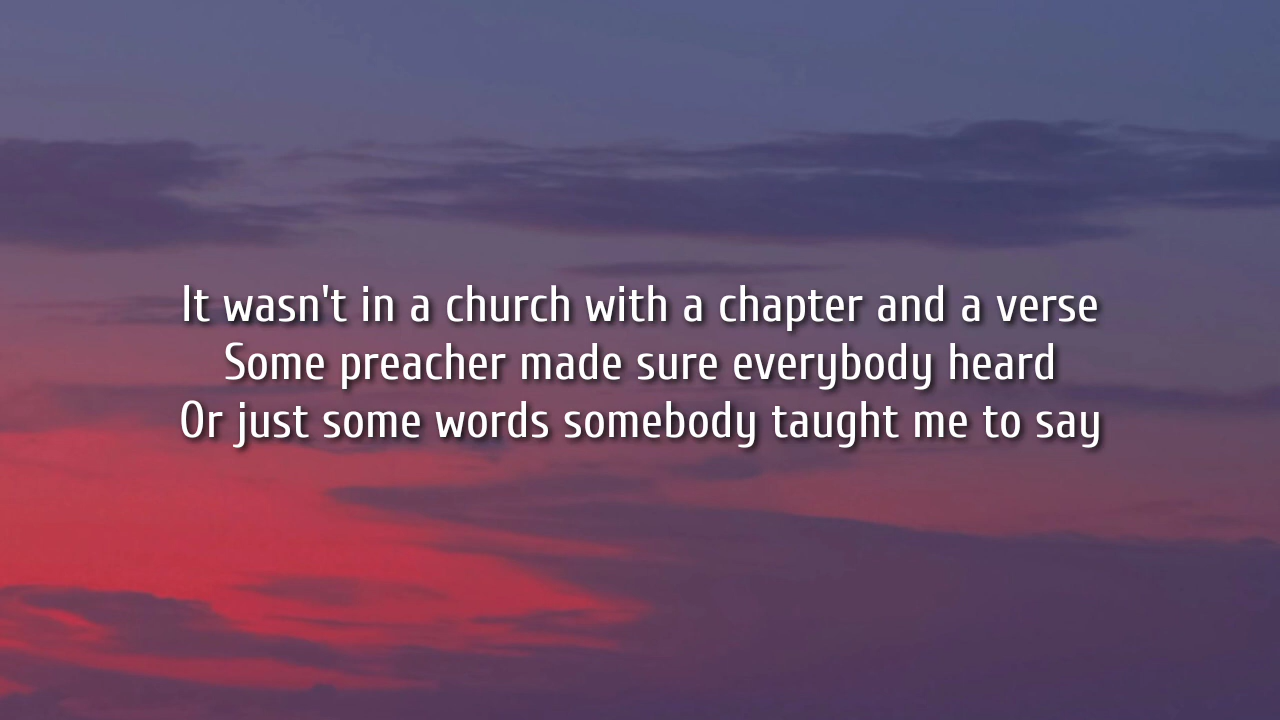 It wasn't in a church with a chapter and a verse
Some preacher made sure everybody heard
Or just some words somebody taught me to say